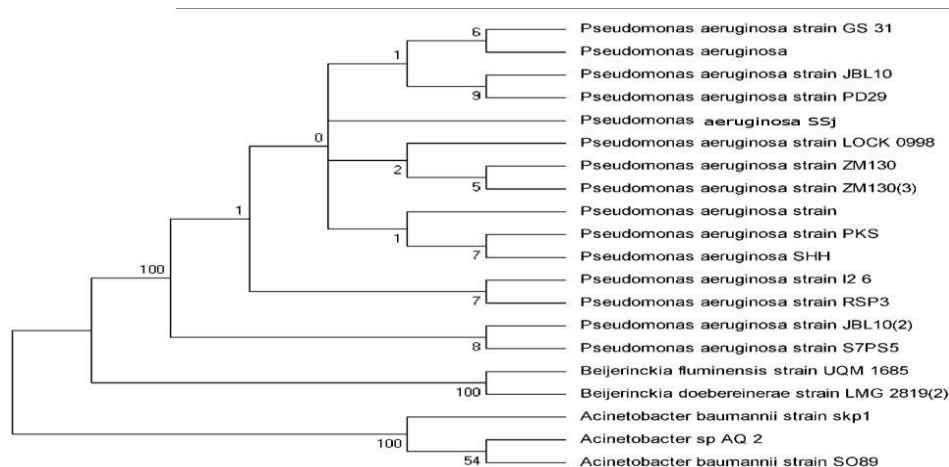 Pseudomonas aeruginosa strain GS 31
6
Pseudomonas aeruginosa
1
Pseudomonas aeruginosa strain JBL10
9
Pseudomonas aeruginosa strain PD29
Pseudomonas aeruginosa SSj
0
Pseudomonas aeruginosa strain LOCK 0998
2
Pseudomonas aeruginosa strain ZM130
5
Pseudomonas aeruginosa strain ZM130(3)
1
Pseudomonas aeruginosa strain
1
Pseudomonas aeruginosa strain PKS
7
Pseudomonas aeruginosa SHH
100
Pseudomonas aeruginosa strain I2 6
7
Pseudomonas aeruginosa strain RSP3
Pseudomonas aeruginosa strain JBL10(2)
8
Pseudomonas aeruginosa strain S7PS5
Beijerinckia fluminensis strain UQM 1685
100
Beijerinckia doebereinerae strain LMG 2819(2)
Acinetobacter baumannii strain skp1
100
Acinetobacter sp AQ 2
54
Acinetobacter baumannii strain SO89